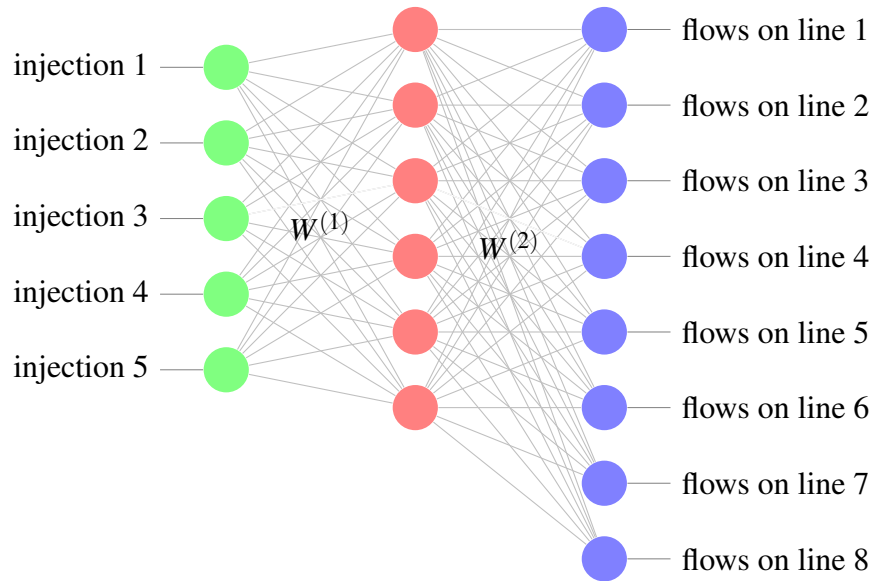 injection 1
injection 2
injection 3
injection 4
injection 5
W(1)
W(2)
flows on line 1
flows on line 2
flows on line 3
flows on line 4
flows on line 5
flows on line 6
flows on line 7
flows on line 8